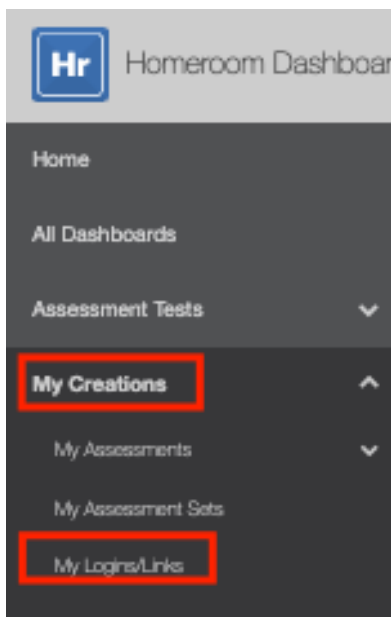 Hr
Homeroom Dashboar
Home
All Dashboards
Assessment Tests
My Creations
My Assessments
My Assessment Sets
My Logins/Links